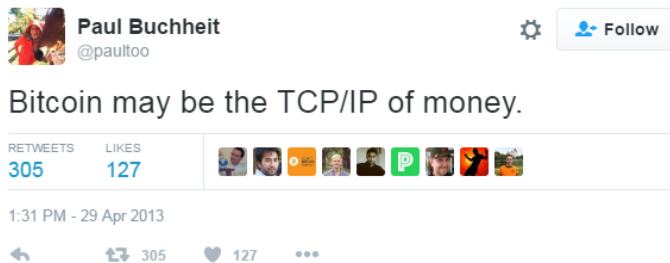 Paul Buchheit
@paultoo
Follow
Bitcoin may be the TCP/IP of money.
RETWEETS LIKES
305 127
1:31 PM - 29 Apr 2013
305 127